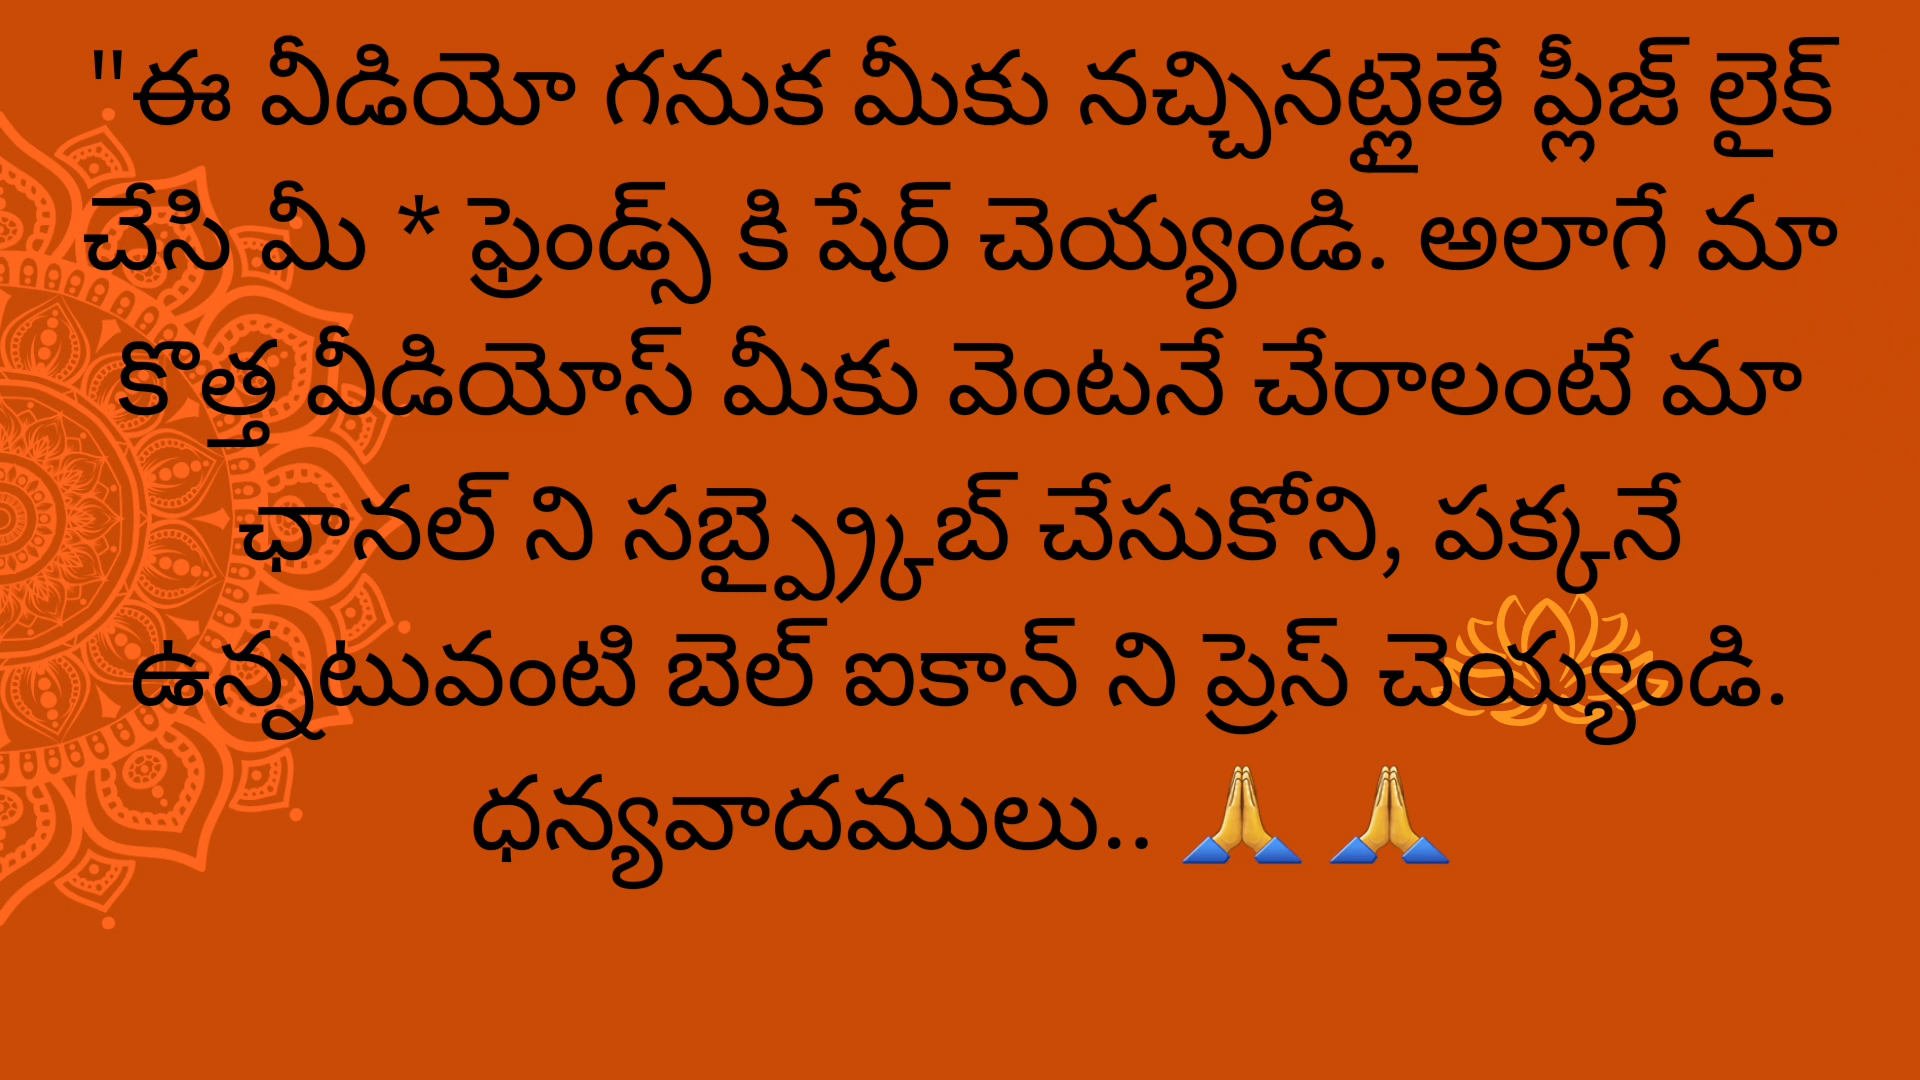 "ఈ వీడియో గనుక మీకు నచ్చినట్లైతే ప్లీజ్ లైక్
చేసి మీ * ఫ్రెండ్స్ కి షేర్ చెయ్యండి. అలాగే మా
కొత్త వీడియోస్ మీకు వెంటనే చేరాలంటే మా
ఛానల్ ని సబ్స్క్రైబ్ చేసుకోని, పక్కనే
ఉన్నటువంటి బెల్ ఐకాన్ ని ప్రెస్ చెయ్యండి.
ధన్యవాదములు.. 🙏 🙏